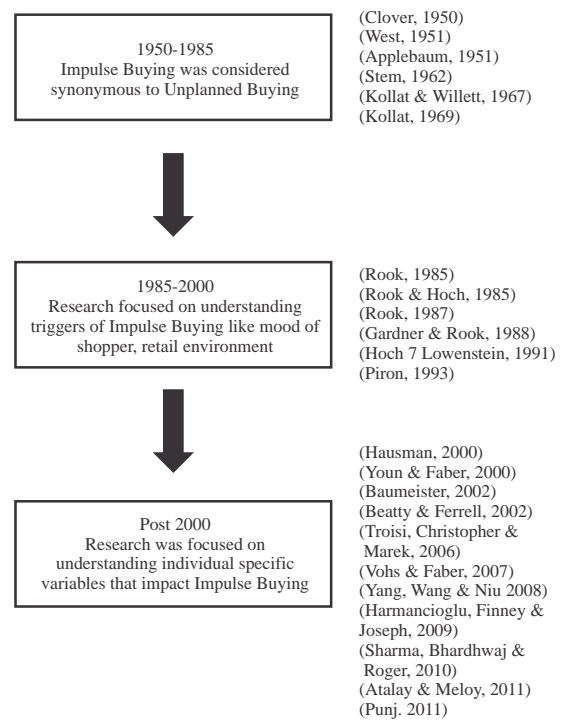 1950-1985
Impulse Buying was considered
synonymous to Unplanned Buying
(Clover, 1950)
(West, 1951)
(Applebaum, 1951)
(Stem, 1962)
(Kollat & Willett, 1967)
(Kollat, 1969)
1985-2000
Research focused on understanding
triggers of Impulse Buying like mood of
shopper, retail environment
(Rook, 1985)
(Rook & Hoch, 1985)
(Rook, 1987)
(Gardner & Rook, 1988)
(Hoch 7 Lowenstein, 1991)
(Piron, 1993)
Post 2000
Research was focused on
understanding individual specific
variables that impact Impulse Buying
(Hausman, 2000)
(Youn & Faber, 2000)
(Baumeister, 2002)
(Beatty & Ferrell, 2002)
(Troisi, Christopher &
Marek, 2006)
(Vohs & Faber, 2007)
(Yang, Wang & Niu 2008)
(Harmancioglu, Finney &
Joseph, 2009)
(Sharma, Bhardhwaj &
Roger, 2010)
(Atalay & Meloy, 2011)
(Punj. 2011)